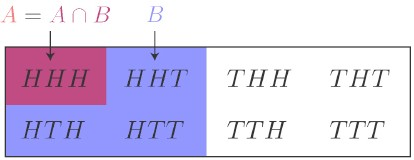 A = A ∩ B B
HHH HHT THH THT
HTH HTT TTH TTT